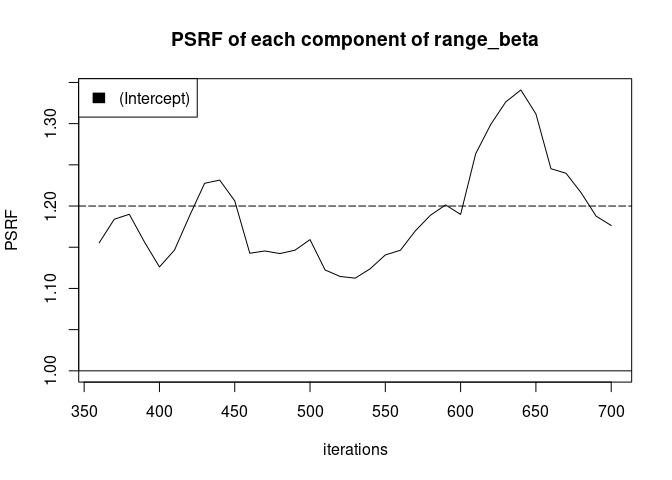 PSRF of each component of range_beta
(Intercept)
PSRF
1.30
1.20
1.10
1.00
350 400 450 500 550 600 650 700
iterations